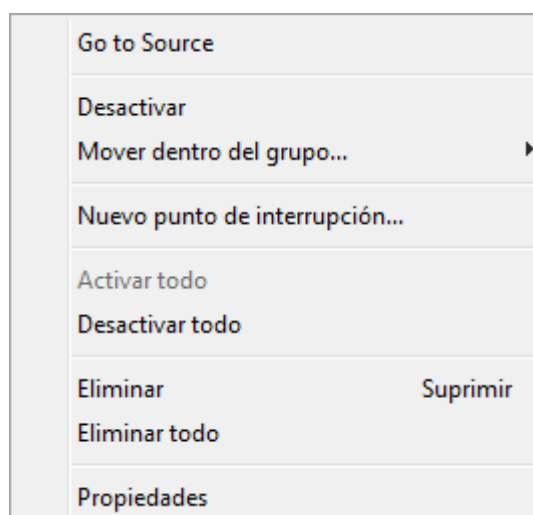 Go to Source
Desactivar
Mover dentro del grupo...
Nuevo punto de interrupción...
Activar todo
Desactivar todo
Eliminar Suprimir
Eliminar todo
Propiedades